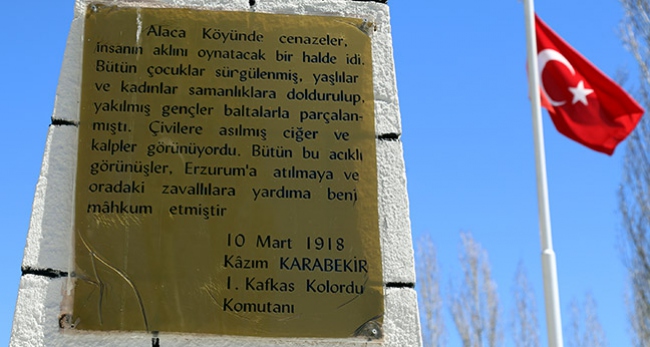 Alaca Köyünde cenazeler,
insanın aklını oynatacak bir halde idi.
Bütün çocuklar sürgülenmiş, yaşlılar
ve kadınlar samanlıklara doldurulup,
yakılmış gençler baltalarla parçalan-
mıştı. Çivilere asılmış ciğer ve
kalpler görünüyordu. Bütün bu acıklı
görünüşler, Erzurum'a atılmaya ve
oradaki zavallılara yardıma beni
mâhkum etmiştir
10 Mart 1918
Kâzım KARABEKİR
1. Kafkas Kolordu
Komutanı